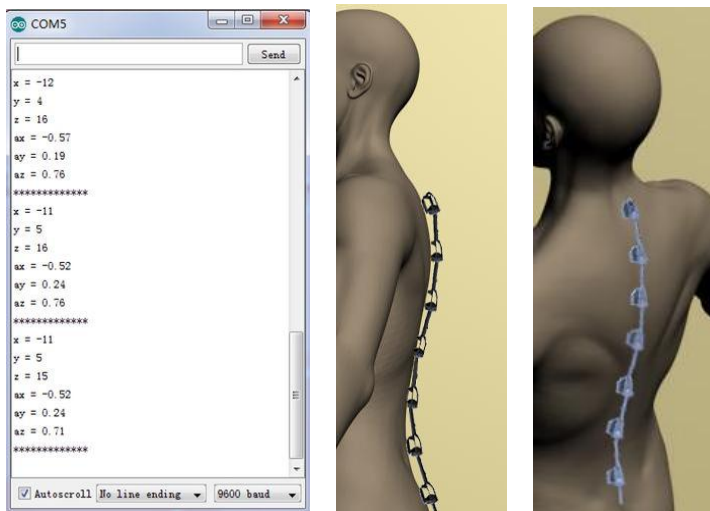 COM5
Send
x = -12
y = 4
z = 16
ax = -0.57
ay = 0.19
az = 0.76
*************
x = -11
y = 5
z = 16
ax = -0.52
ay = 0.24
az = 0.76
*************
x = -11
y = 5
z = 15
ax = -0.52
ay = 0.24
az = 0.71
*************
Autoscroll No line ending 9600 baud